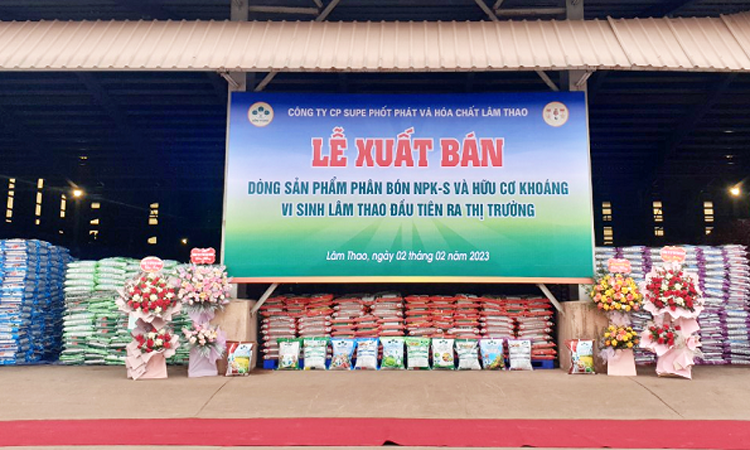 CÔNG TY CP SUPE PHỐT PHÁT VÀ HÓA CHẤT LÂM THAO
LỄ XUẤT BÁN
DÒNG SẢN PHẨM PHÂN BÓN NPK-S VÀ HỮU CƠ KHOÁNG
VI SINH LÂM THAO ĐẦU TIÊN RA THỊ TRƯỜNG
Lâm Thao, ngày 02 tháng 02 năm 2023